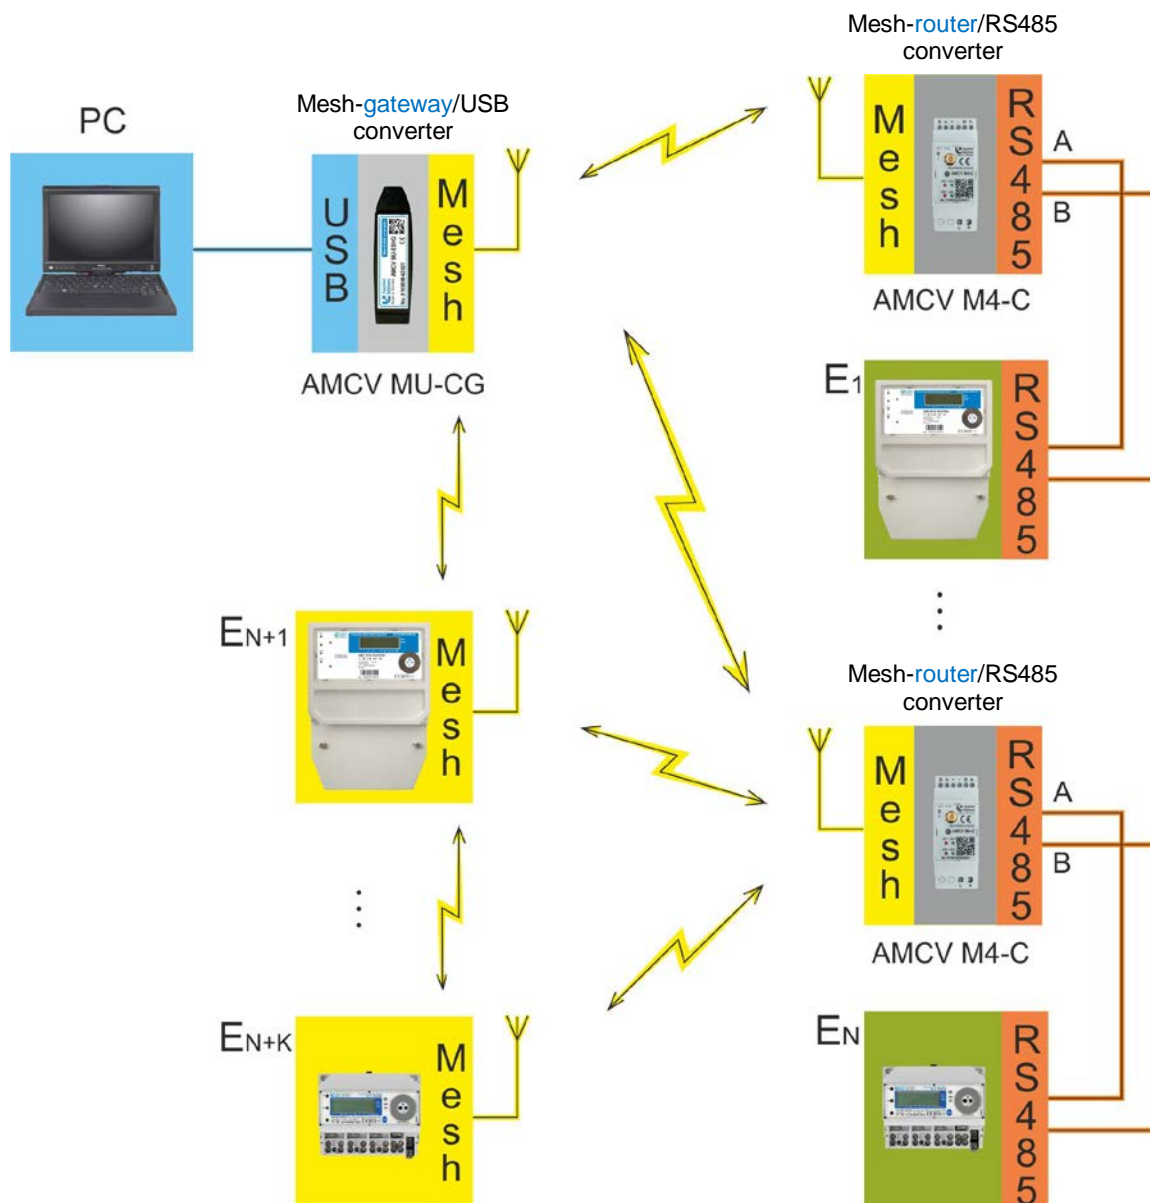 Mesh-router/RS485
converter
Mesh-gateway/USB
converter
PC
USB
Mesh
AMCV MU-CG
Mesh
RS485
A
B
AMCV M4-C
E1
RS485
EN+1
Mesh
Mesh-router/RS485
converter
Mesh
RS485
A
B
AMCV M4-C
EN+K
Mesh
EN
RS485